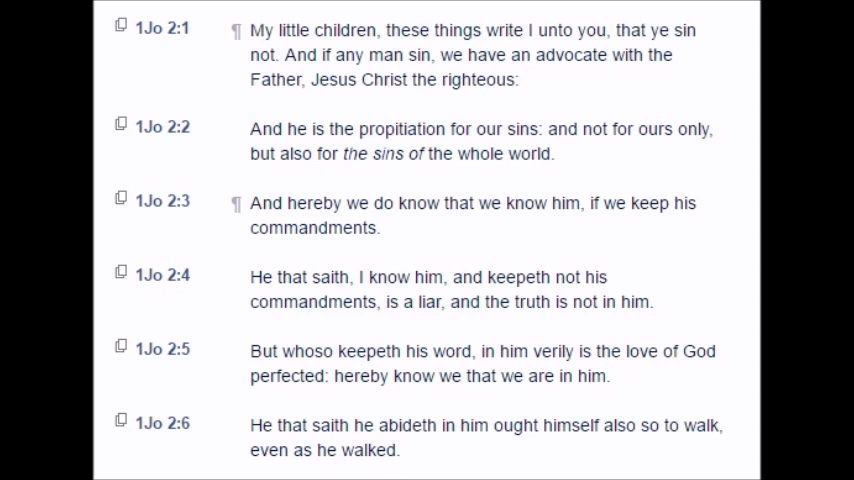 1Jo 2:1 ¶ My little children, these things write I unto you, that ye sin
not. And if any man sin, we have an advocate with the
Father, Jesus Christ the righteous:
1Jo 2:2 And he is the propitiation for our sins: and not for ours only,
but also for the sins of the whole world.
1Jo 2:3 ¶ And hereby we do know that we know him, if we keep his
commandments.
1Jo 2:4 He that saith, I know him, and keepeth not his
commandments, is a liar, and the truth is not in him.
1Jo 2:5 But whoso keepeth his word, in him verily is the love of God
perfected: hereby know we that we are in him.
1Jo 2:6 He that saith he abideth in him ought himself also so to walk,
even as he walked.